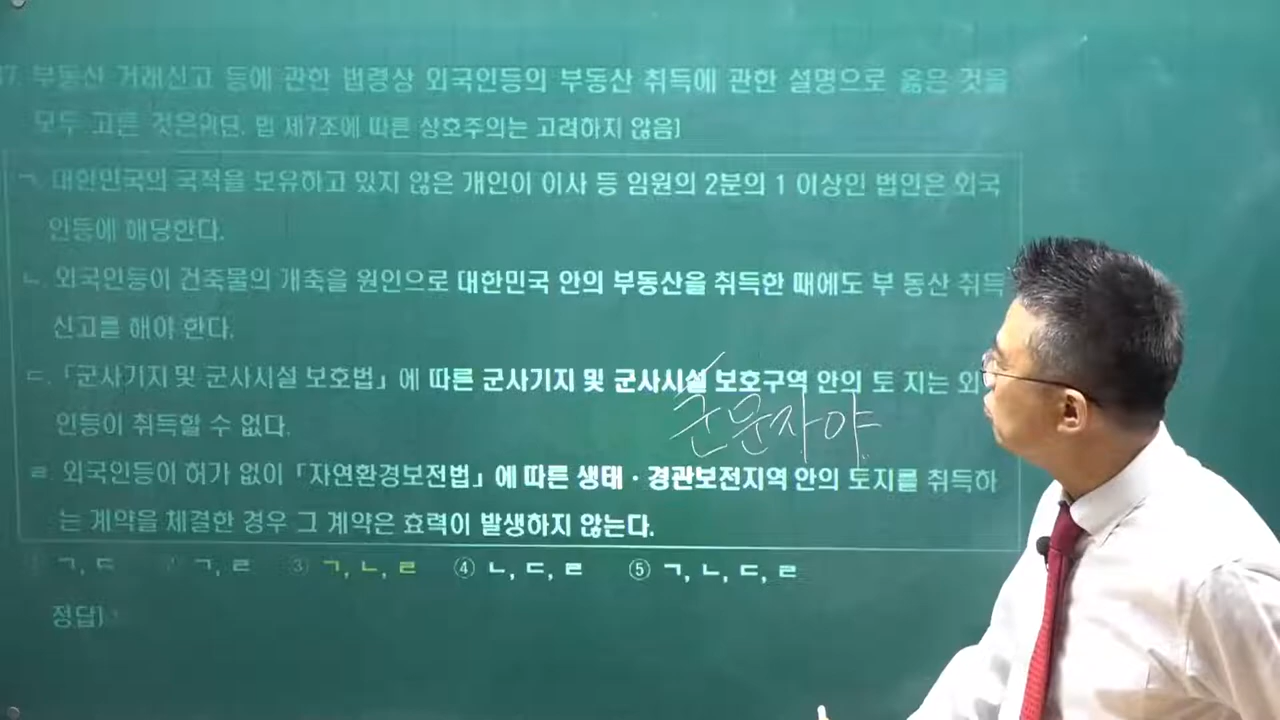 7. 부동산 거래신고 등에 관한 법령상 외국인등의 부동산 취득에 관한 설명으로 옳은 것을
모두 고른 것은?(단, 법 제7조에 따른 상호주의는 고려하지 않음)
ㄱ. 대한민국의 국적을 보유하고 있지 않은 개인이 이사 등 임원의 2분의 1 이상인 법인은 외국
인등에 해당한다.
ㄴ. 외국인등이 건축물의 개축을 원인으로 대한민국 안의 부동산을 취득한 때에도 부 동산 취득
신고를 해야 한다.
ㄷ. 「군사기지 및 군사시설 보호법」에 따른 군사기지 및 군사시설 보호구역 안의 토 지는 외
인등이 취득할 수 없다.
군문자야
ㄹ. 외국인등이 허가 없이 「자연환경보전법」에 따른 생태·경관보전지역 안의 토지를 취득하
는 계약을 체결한 경우 그 계약은 효력이 발생하지 않는다.
ㄱ, ㄷ ㄱ, ㄹ ③ ㄱ, ㄴ, ㄹ ④ ㄴ, ㄷ, ㄹ ⑤ ㄱ, ㄴ, ㄷ, ㄹ
정답)